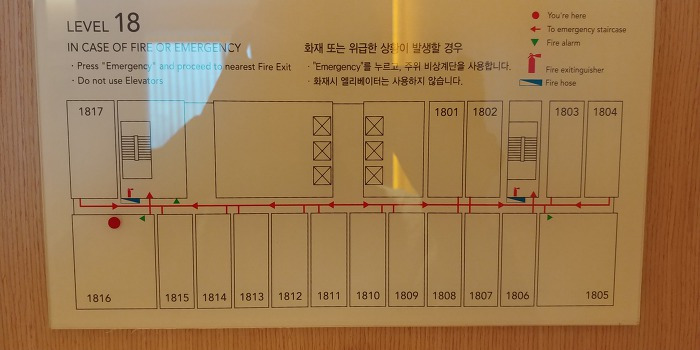 LEVEL 18
IN CASE OF FIRE OR EMERGENCY
· Press "Emergency" and proceed to nearest Fire Exit
· Do not use Elevators
화재 또는 위급한 상황이 발생할 경우
· "Emergency"를 누르고, 주위 비상계단을 사용합니다.
· 화재시 엘리베이터는 사용하지 않습니다.
You're here
To emergency staircase
Fire alarm
Fire exitinguisher
Fire hose
1817
1801
1802
1803
1804
1816
1815
1814
1813
1812
1811
1810
1809
1808
1807
1806
1805